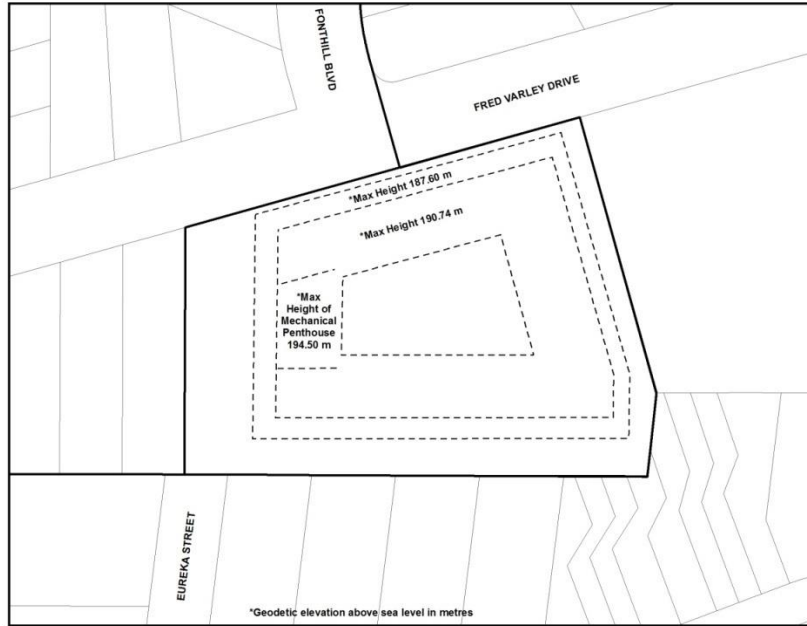 FONTHILL BLVD
FRED VARLEY DRIVE
*Max Height 187.60 m
*Max Height 190.74 m
*Max
Height of
Mechanical
Penthouse
194.50 m
EUREKA STREET
*Geodetic elevation above sea level in metres